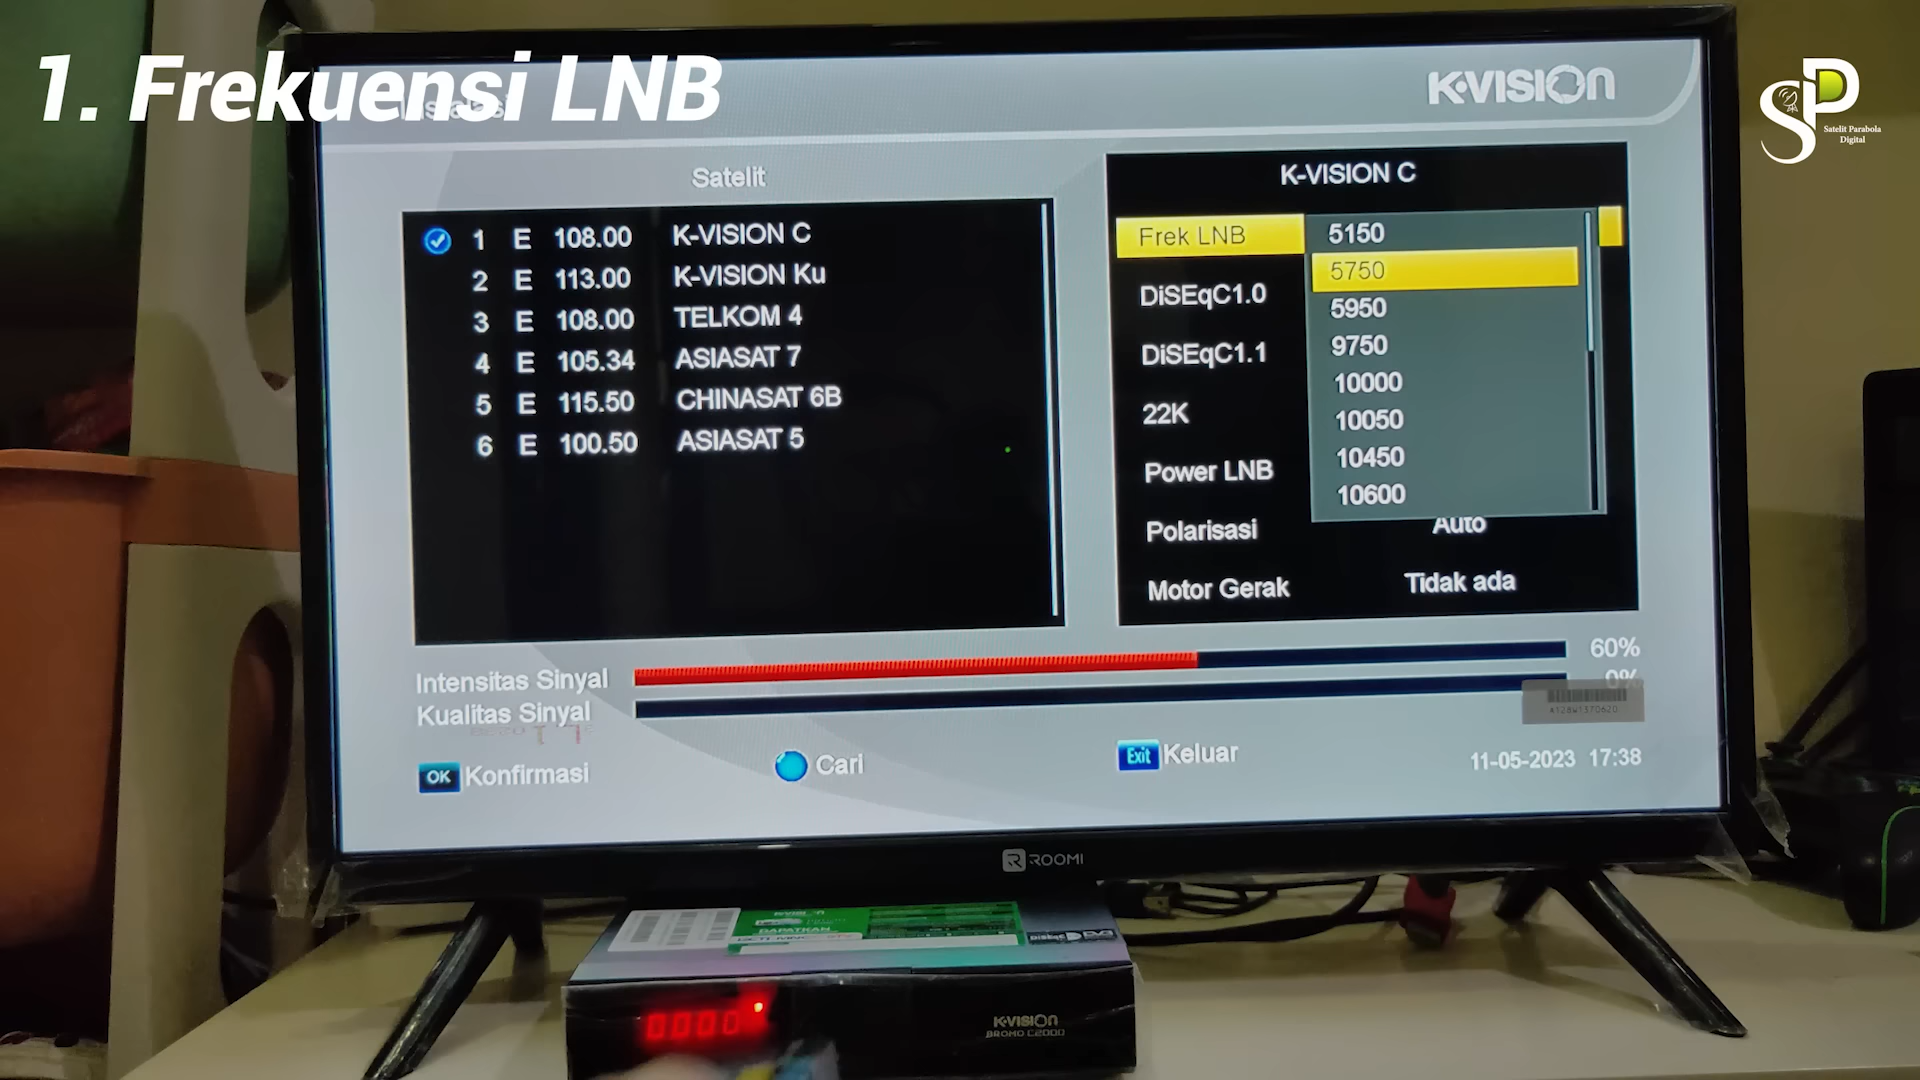 1. Frekuensi LNB
K-VISION
SPD
Satelit Parabola
Digital
Satelit
1 E 108.00 K-VISION C
2 E 113.00 K-VISION Ku
3 E 108.00 TELKOM 4
4 E 105.34 ASIASAT 7
5 E 115.50 CHINASAT 6B
6 E 100.50 ASIASAT 5
K-VISION C
Frek LNB
5150
5750
5950
9750
10000
10050
10450
10600
DiSEqC1.0
DiSEqC1.1
22K
Power LNB
Polarisasi Auto
Motor Gerak Tidak ada
Intensitas Sinyal 60%
Kualitas Sinyal 0%
OK Konfirmasi
Cari
Exit Keluar
11-05-2023 17:38
ROOMI
DAPATKAN
0000
K-VISION
BROMO C2000